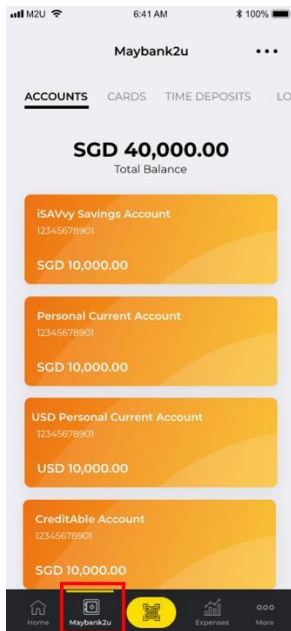 M2U 6:41 AM 100%
Maybank2u
ACCOUNTS CARDS TIME DEPOSITS LO
SGD 40,000.00
Total Balance
iSAVvy Savings Account
12345678901
SGD 10,000.00
Personal Current Account
12345678901
SGD 10,000.00
USD Personal Current Account
12345678901
USD 10,000.00
CreditAble Account
12345678901
SGD 10,000.00
Home Maybank2u Expenses More